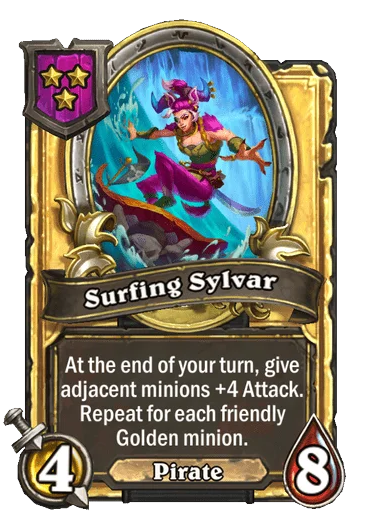 Surfing Sylvar
At the end of your turn, give
adjacent minions +4 Attack.
Repeat for each friendly
Golden minion.
4
Pirate
8